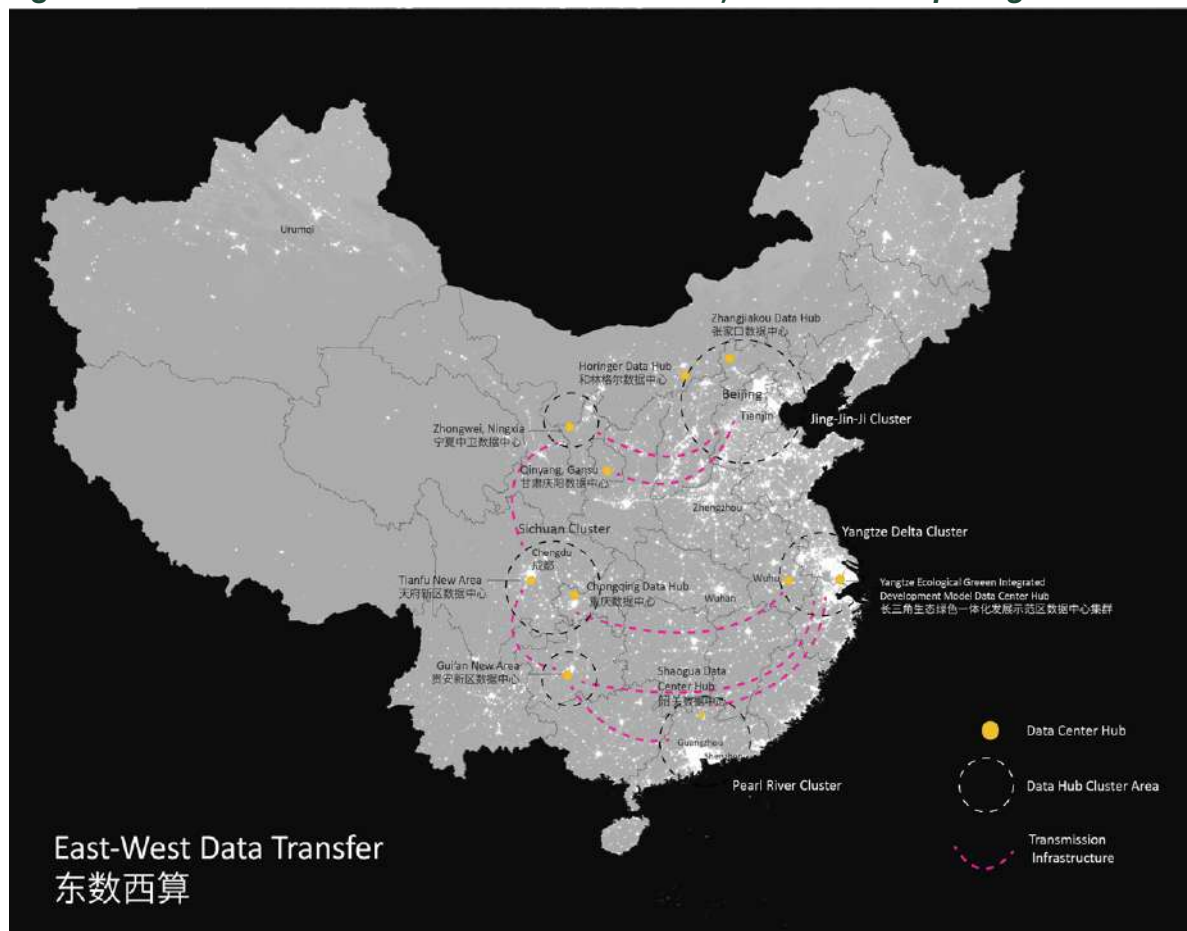 Urumqi
Zhangjiakou Data Hub
张家口数据中心
Horinger Data Hub
和林格尔数据中心
Beijing
Tianjin
Jing-Jin-Ji Cluster
Zhongwei, Ningxia
宁夏中卫数据中心
Qinyang, Gansu
甘肃庆阳数据中心
Zhengzhou
Sichuan Cluster
Yangtze Delta Cluster
Chengdu
成都
Tianfu New Area
天府新区数据中心
Chongqing Data Hub
重庆数据中心
Wuhu
Wuhan
Yangtze Ecological Greeen Integrated
Development Model Data Center Hub
长三角生态绿色一体化发展示范区数据中心集群
Gui'an New Area
贵安新区数据中心
Shaogua Data
Center Hub
数据中心
Guangzhou
Shenzhen
Pearl River Cluster
Data Center Hub
Data Hub Cluster Area
Transmission
Infrastructure
East-West Data Transfer
东数西算